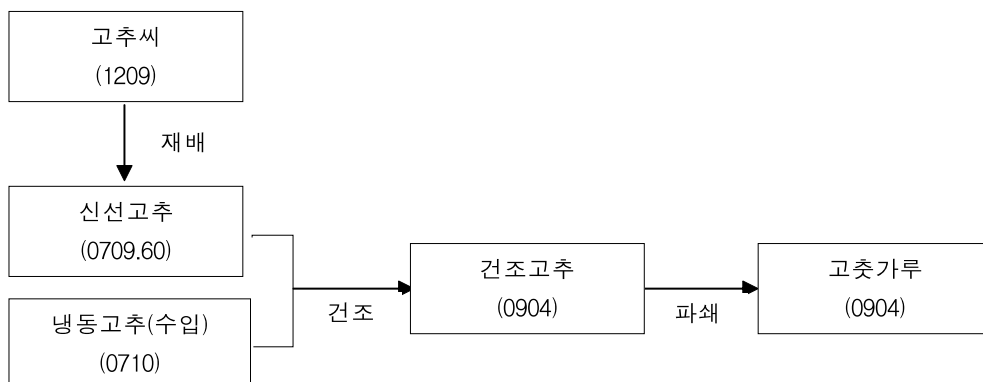 고추씨
(1209)
재배
신선고추
(0709.60)
냉동고추(수입)
(0710)
건조
건조고추
(0904)
파쇄
고춧가루
(0904)